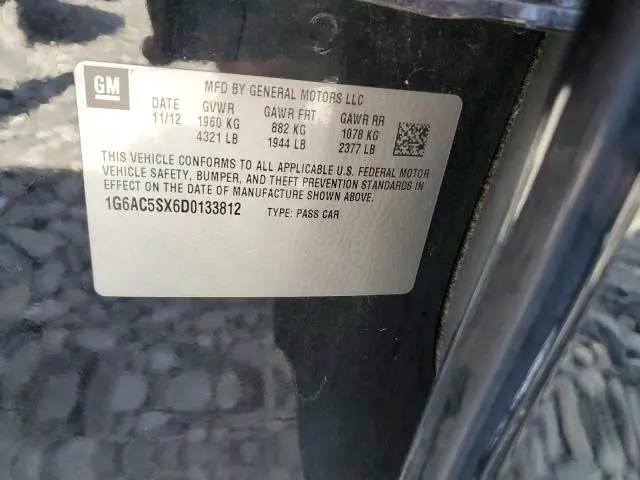 GM
MFD BY GENERAL MOTORS LLC
DATE GVWR GAWR FRT GAWR RR
11/12 1960 KG 882 KG 1078 KG
4321 LB 1944 LB 2377 LB
THIS VEHICLE CONFORMS TO ALL APPLICABLE U.S. FEDERAL MOTOR
VEHICLE SAFETY, BUMPER, AND THEFT PREVENTION STANDARDS IN
EFFECT ON THE DATE OF MANUFACTURE SHOWN ABOVE.
1G6AC5SX6D0133812 TYPE: PASS CAR